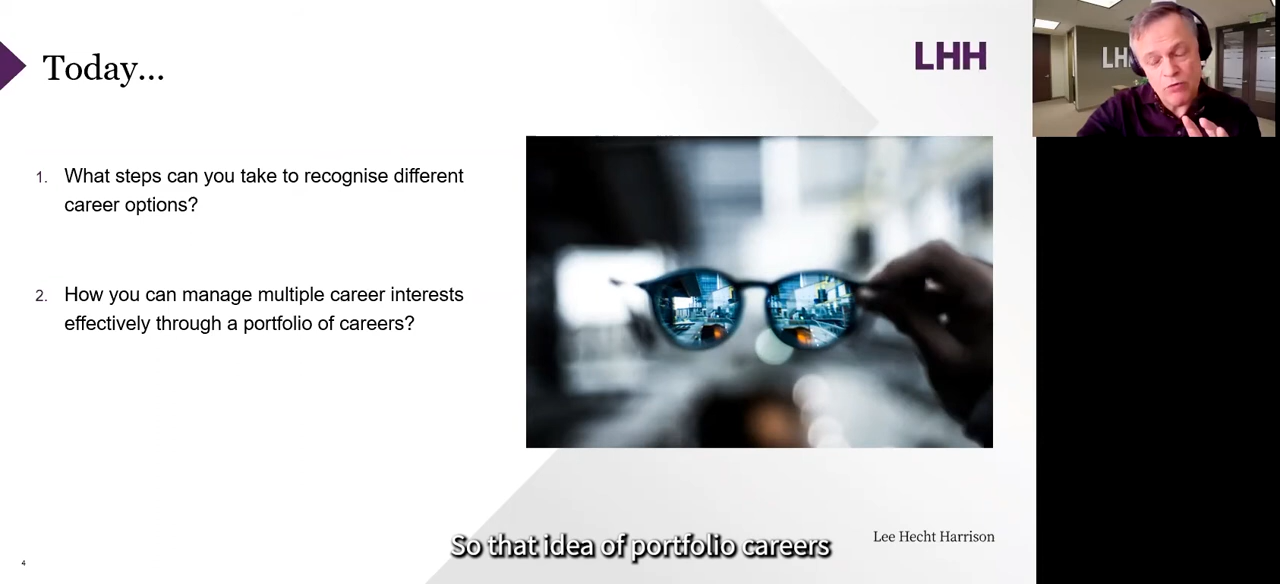 Today...
LHH
LH
1. What steps can you take to recognise different
career options?
2. How you can manage multiple career interests
effectively through a portfolio of careers?
So that idea of portfolio careers
Lee Hecht Harrison
4